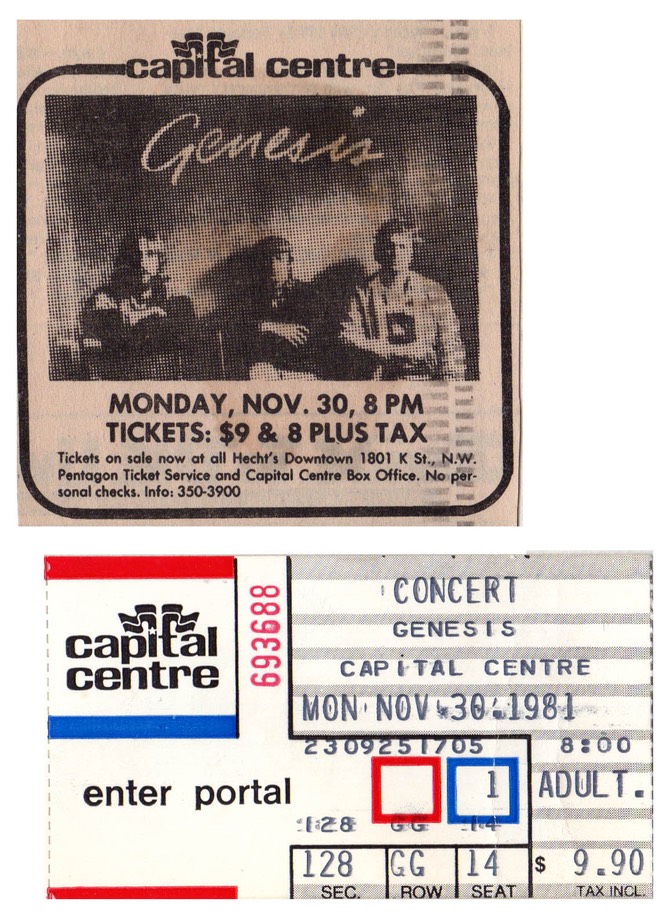 capital centre
Genesis
MONDAY, NOV. 30, 8 PM
TICKETS: $9 & 8 PLUS TAX
Tickets on sale now at all Hecht's Downtown 1801 K St., N.W.
Pentagon Ticket Service and Capital Centre Box Office. No per-
sonal checks. Info: 350-3900
capital
centre
693688
CONCERT
GENESIS
CAPITAL CENTRE
MON NOV 30 1981
2309251705 8:00
enter portal 1 ADULT.
128 GG 14
128 GG 14 $ 9.90
SEC. ROW SEAT TAX INCL.